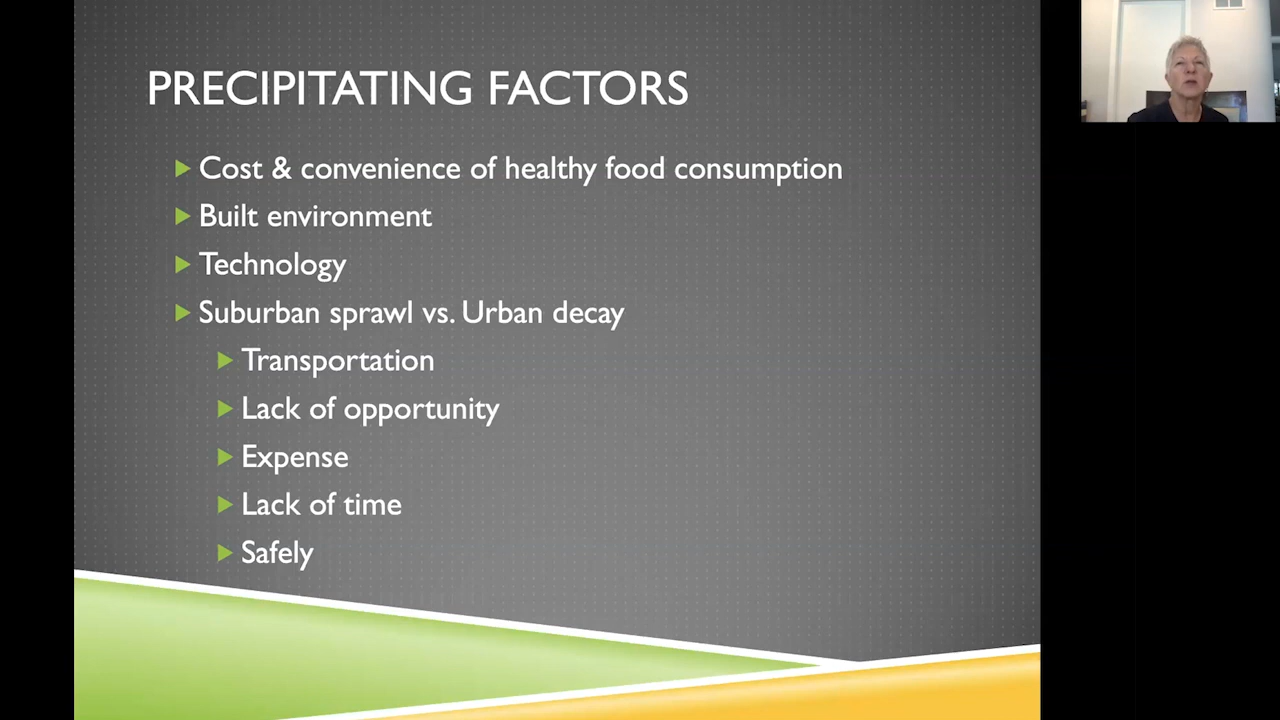 PRECIPITATING FACTORS
Cost & convenience of healthy food consumption
Built environment
Technology
Suburban sprawl vs. Urban decay
Transportation
Lack of opportunity
Expense
Lack of time
Safely